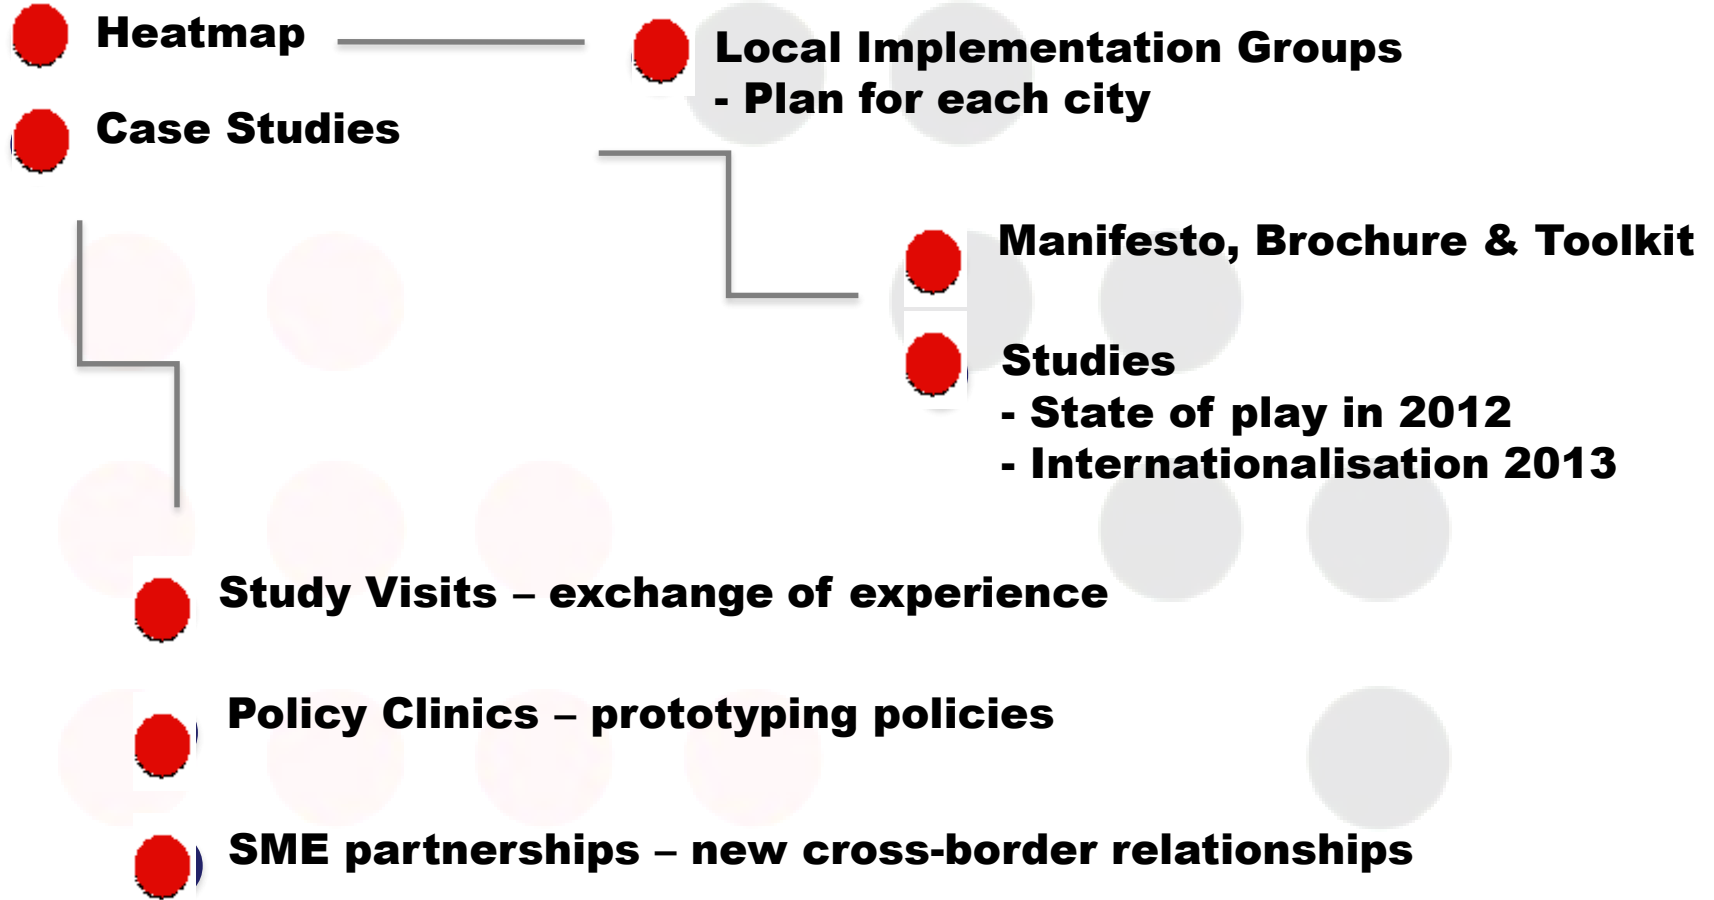 Heatmap
Case Studies
Local Implementation Groups
- Plan for each city
Manifesto, Brochure & Toolkit
Studies
- State of play in 2012
- Internationalisation 2013
Study Visits – exchange of experience
Policy Clinics – prototyping policies
SME partnerships – new cross-border relationships